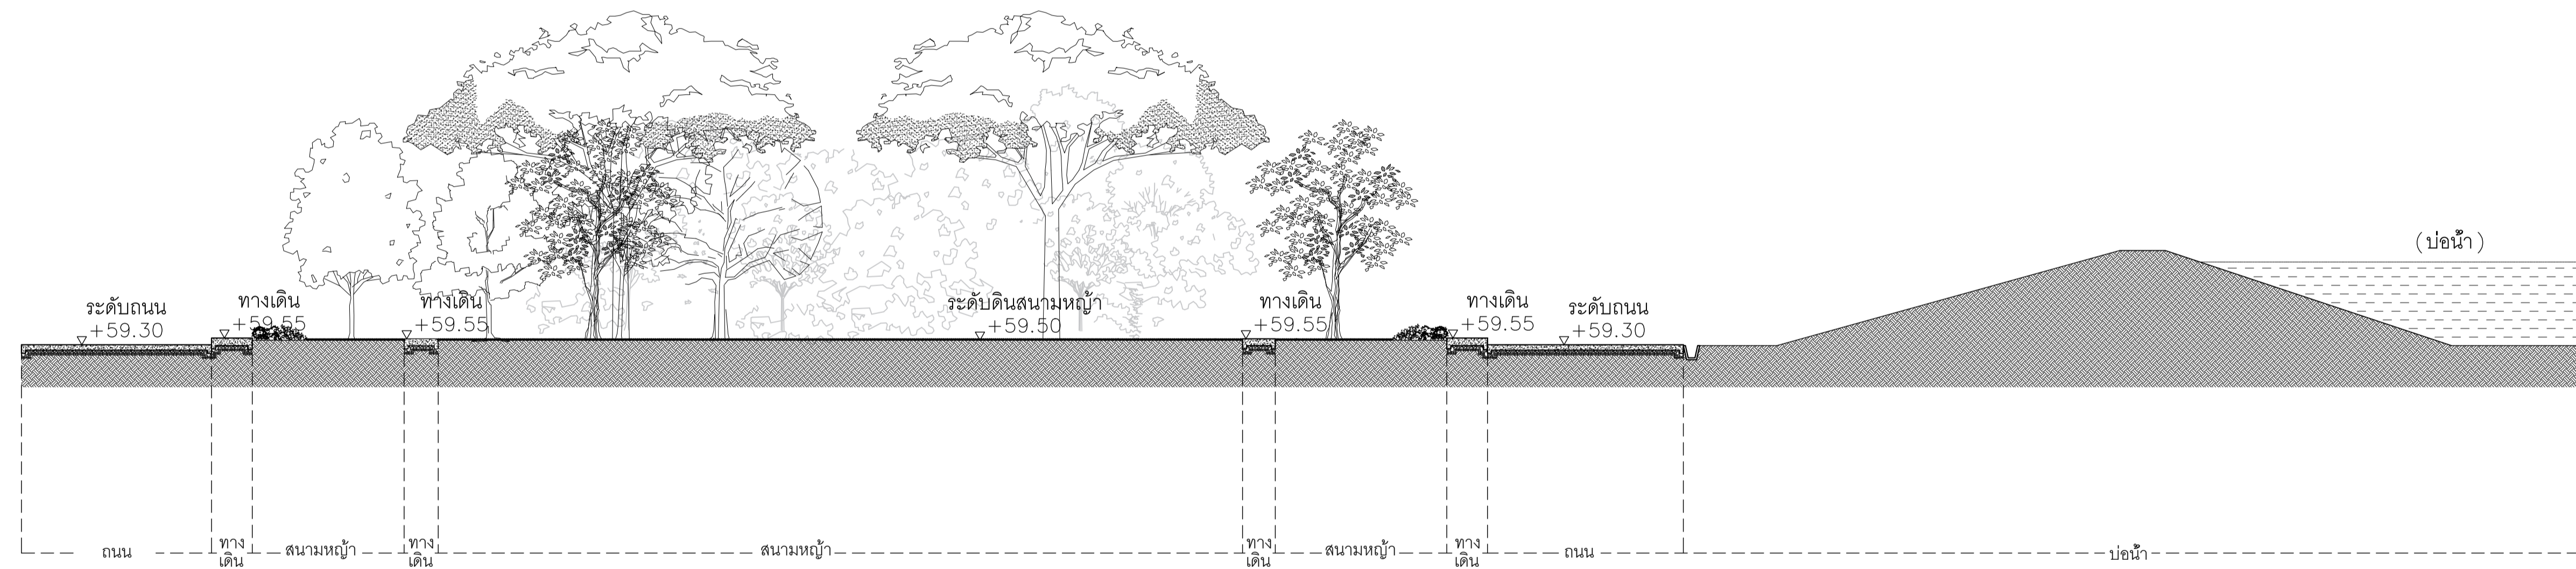 (บ่อน้ำ)
ระดับถนน
+59.30
ทางเดิน
+59.55
ทางเดิน
+59.55
ระดับดินสนามหญ้า
+59.50
ทางเดิน
+59.55
ทางเดิน
+59.55
ระดับถนน
+59.30
ถนน
ทาง
เดิน
สนามหญ้า
ทาง
เดิน
สนามหญ้า
ทาง
เดิน
สนามหญ้า
ทาง
เดิน
ถนน
บ่อน้ำ